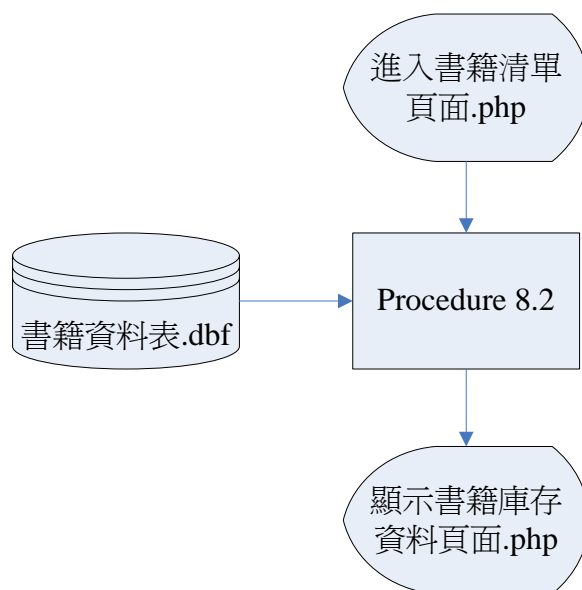 進入書籍清單
頁面.php
Procedure 8.2
書籍資料表.dbf
顯示書籍庫存
資料頁面.php